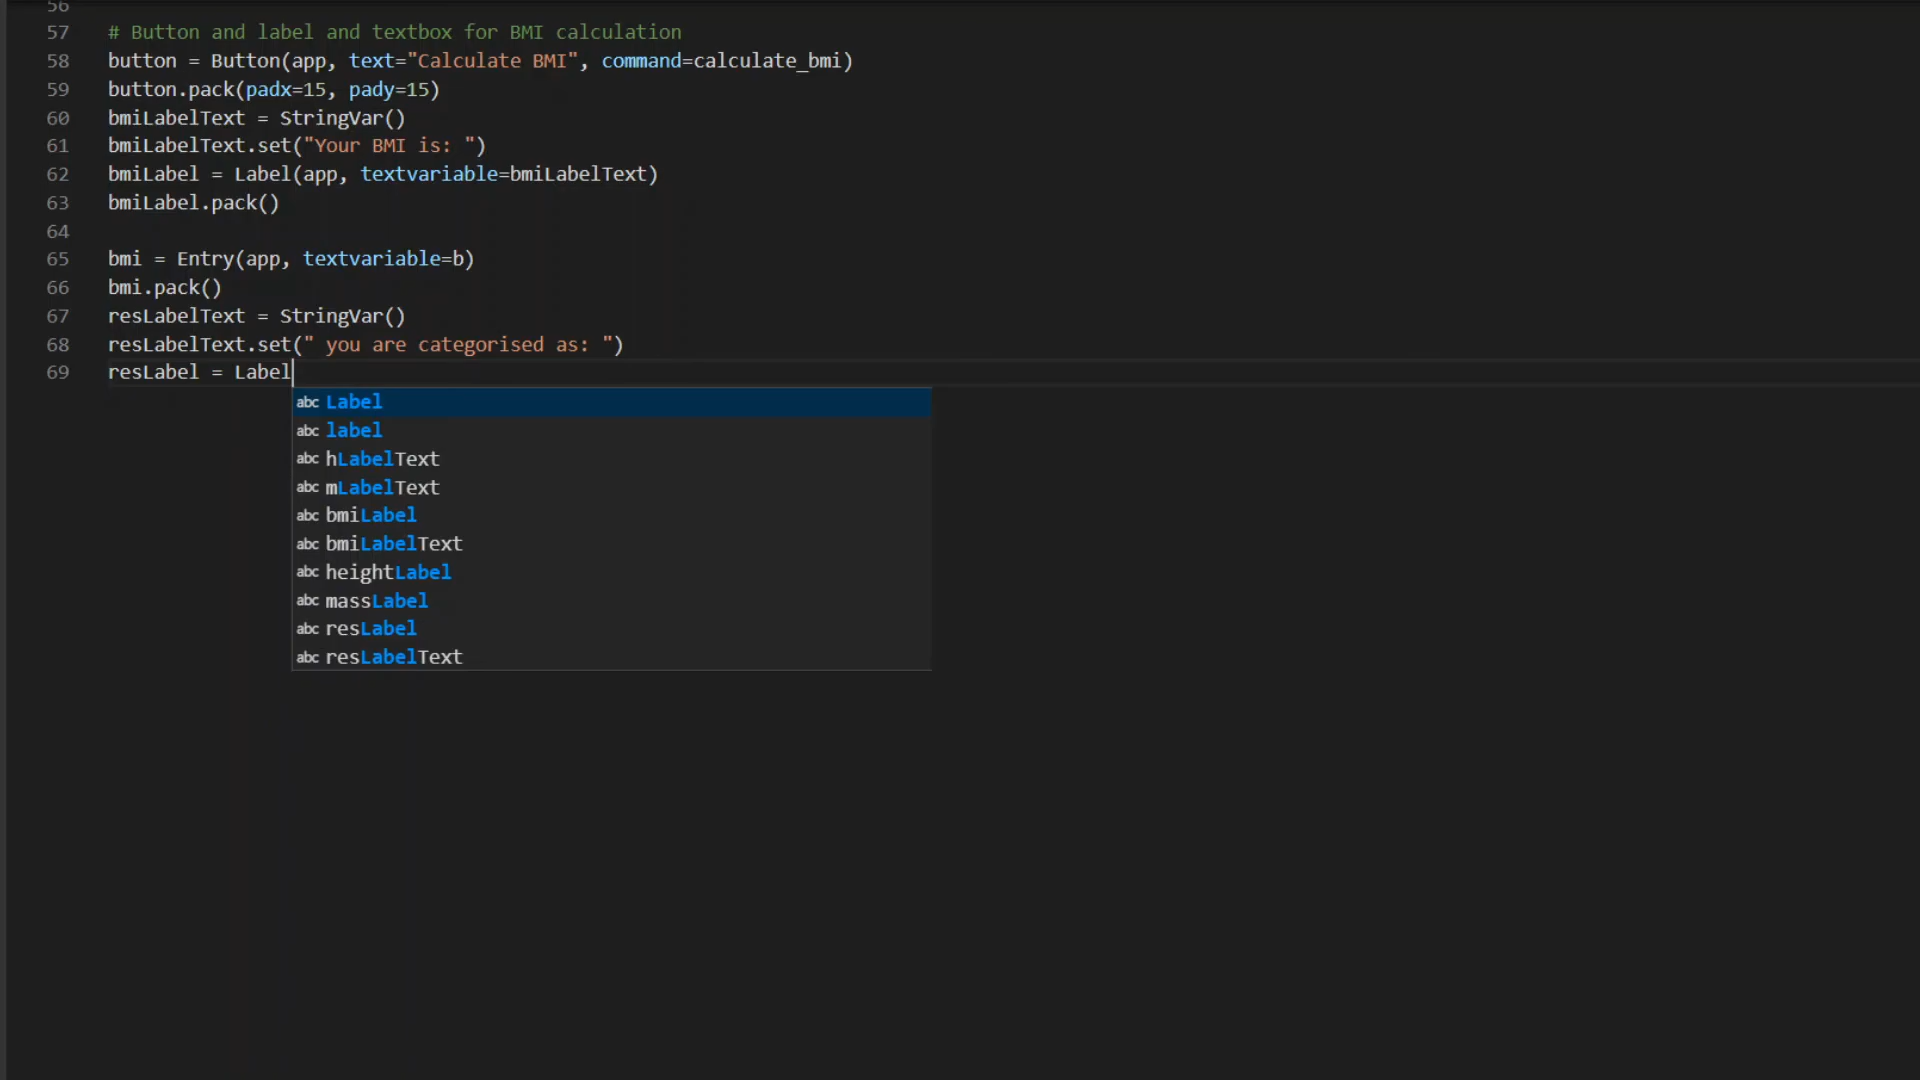 56
57 # Button and label and textbox for BMI calculation
58 button = Button(app, text="Calculate BMI", command=calculate_bmi)
59 button.pack(padx=15, pady=15)
60 bmiLabelText = StringVar()
61 bmiLabelText.set("Your BMI is: ")
62 bmiLabel = Label(app, textvariable=bmiLabelText)
63 bmiLabel.pack()
64
65 bmi = Entry(app, textvariable=b)
66 bmi.pack()
67 resLabelText = StringVar()
68 resLabelText.set(" you are categorised as: ")
69 resLabel = Label
abc Label
abc label
abc hLabelText
abc mLabelText
abc bmiLabel
abc bmiLabelText
abc heightLabel
abc massLabel
abc resLabel
abc resLabelText